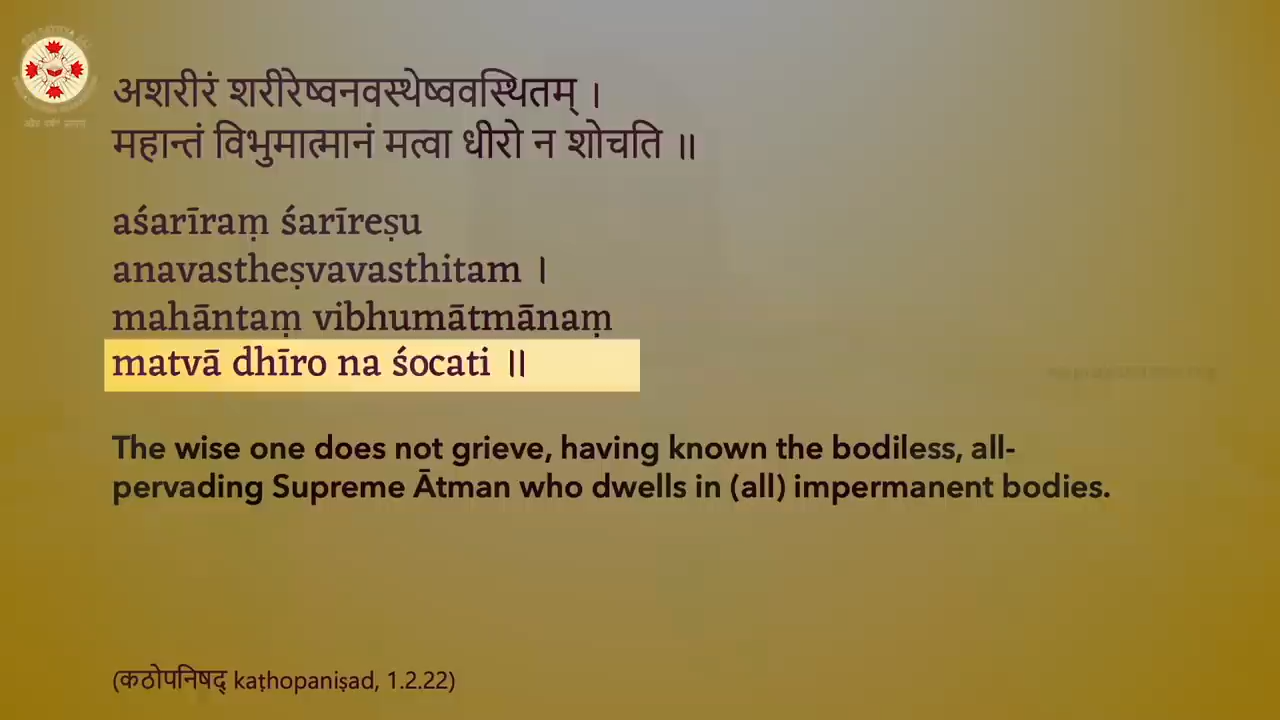 अशरीरं शरीरेष्वनवस्थेष्ववस्थितम् ।
महान्तं विभुमात्मानं मत्वा धीरो न शोचति ॥
aśarīraṃ śarīreṣu
anavastheṣvavasthitam ।
mahāntaṃ vibhumātmānaṃ
matvā dhīro na śocati ॥
The wise one does not grieve, having known the bodiless, all-
pervading Supreme Ātman who dwells in (all) impermanent bodies.
(कठोपनिषद् kaṭhopaniṣad, 1.2.22)